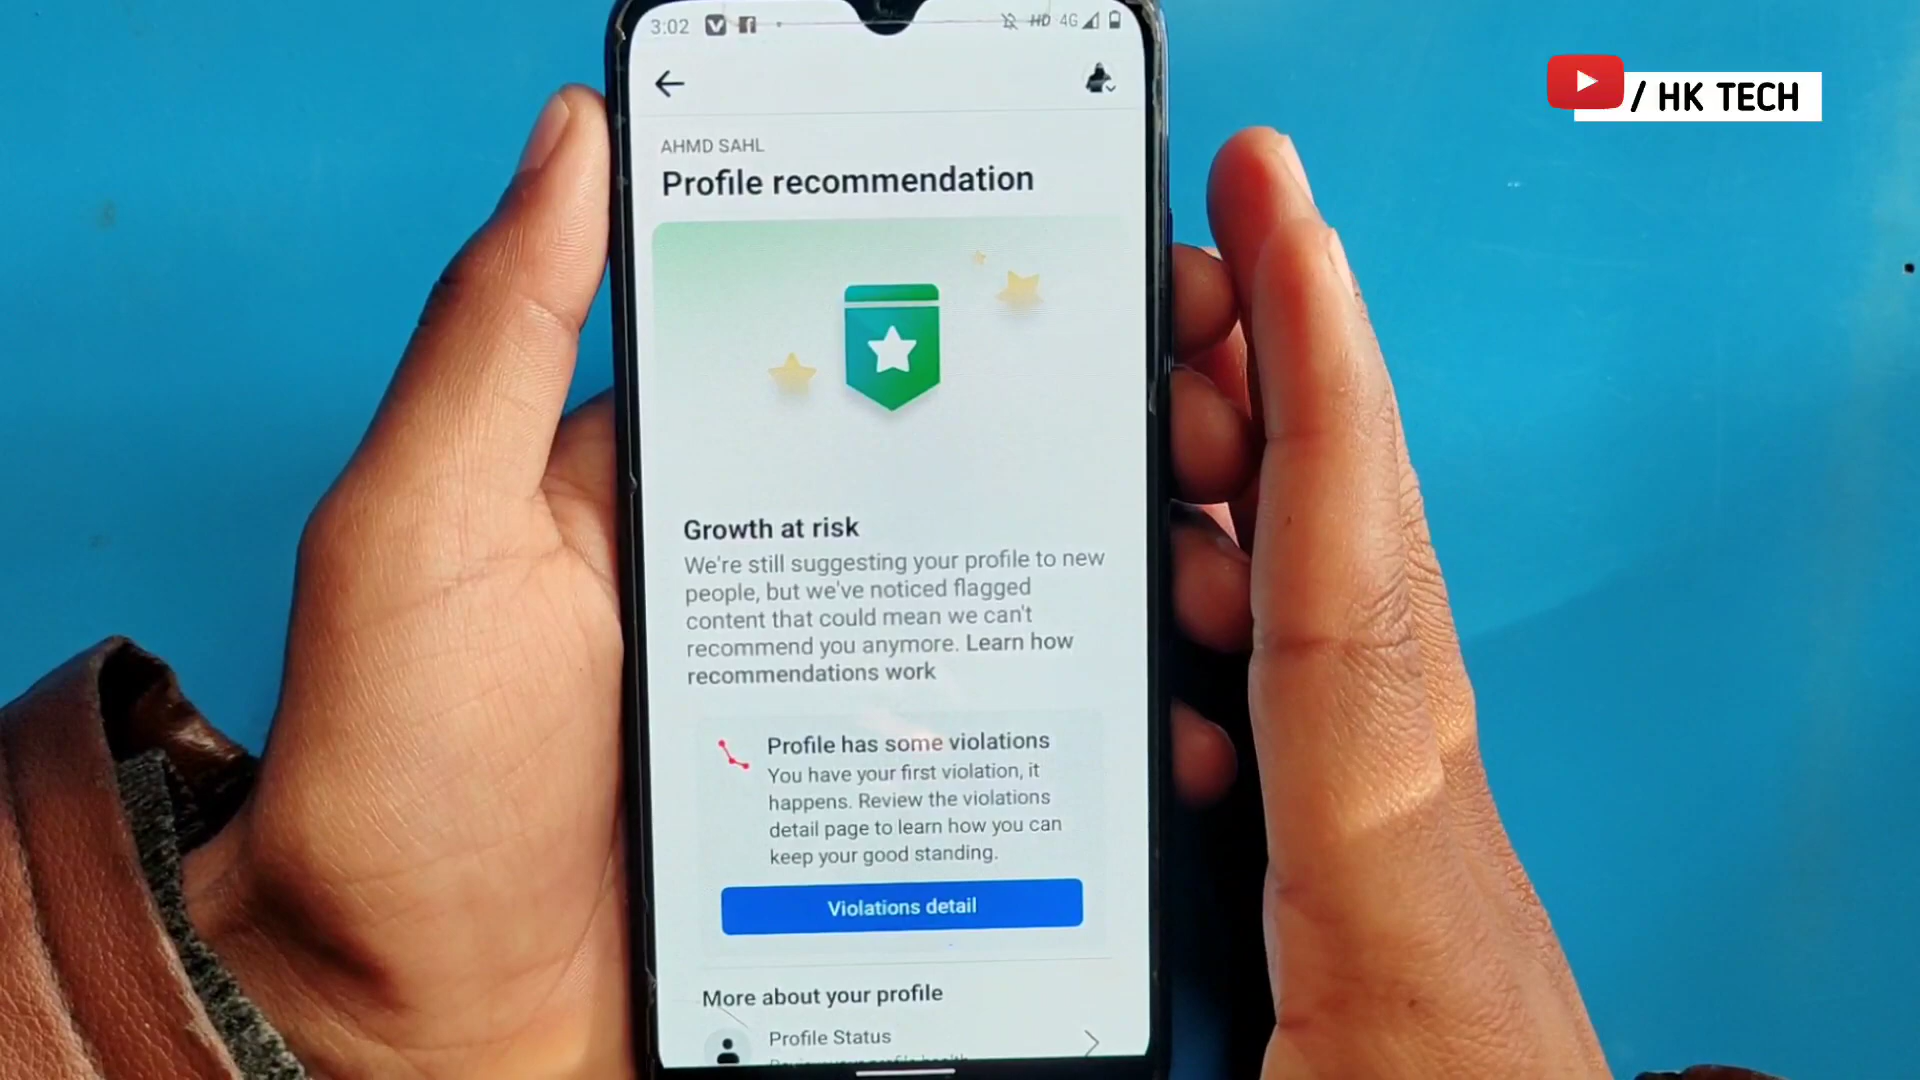 3:02
HD 4G
/ HK TECH
AHMD SAHL
Profile recommendation
Growth at risk
We're still suggesting your profile to new
people, but we've noticed flagged
content that could mean we can't
recommend you anymore. Learn how
recommendations work
Profile has some violations
You have your first violation, it
happens. Review the violations
detail page to learn how you can
keep your good standing.
Violations detail
More about your profile
Profile Status